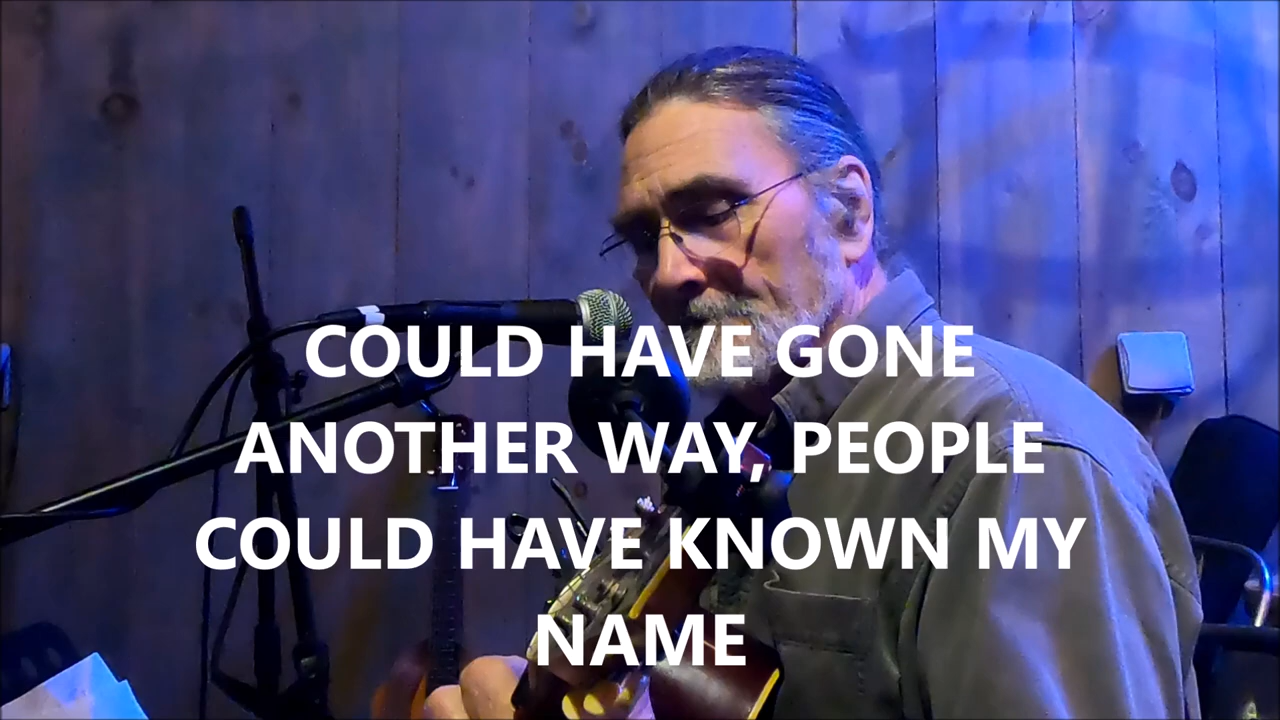 COULD HAVE GONE
ANOTHER WAY, PEOPLE
COULD HAVE KNOWN MY
NAME